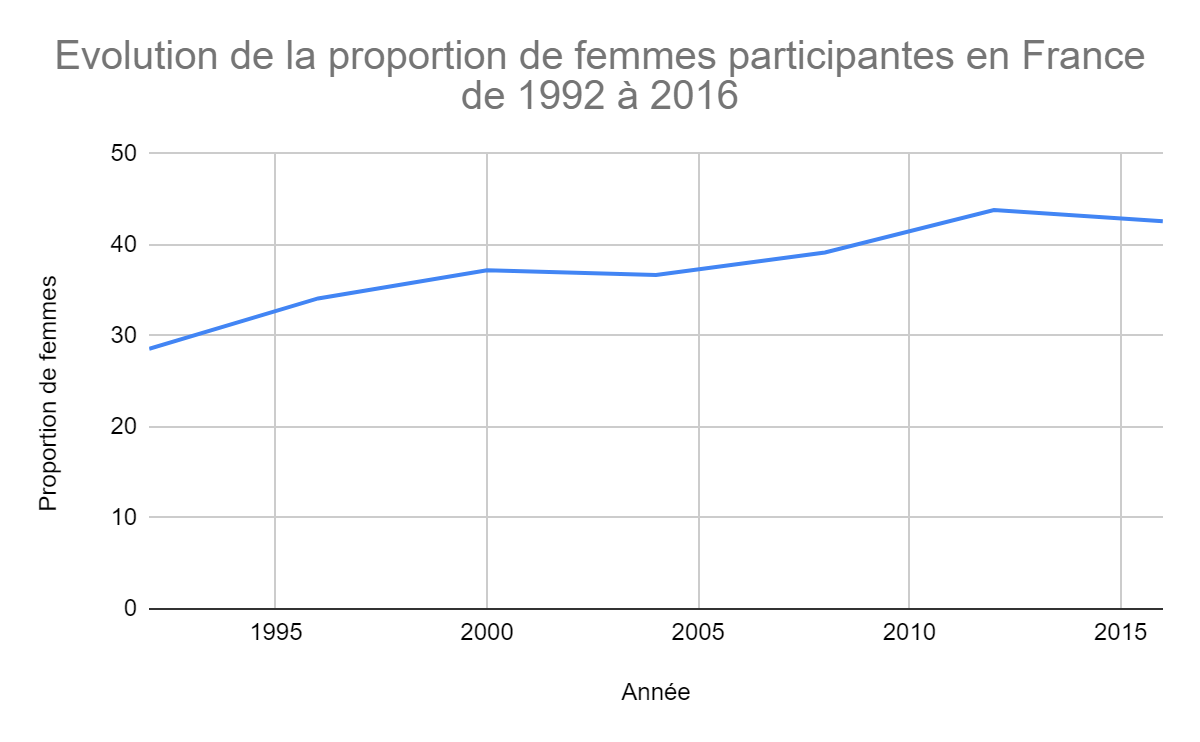 Evolution de la proportion de femmes participantes en France
de 1992 à 2016
50
40
30
20
10
0
Proportion de femmes
1995 2000 2005 2010 2015
Année